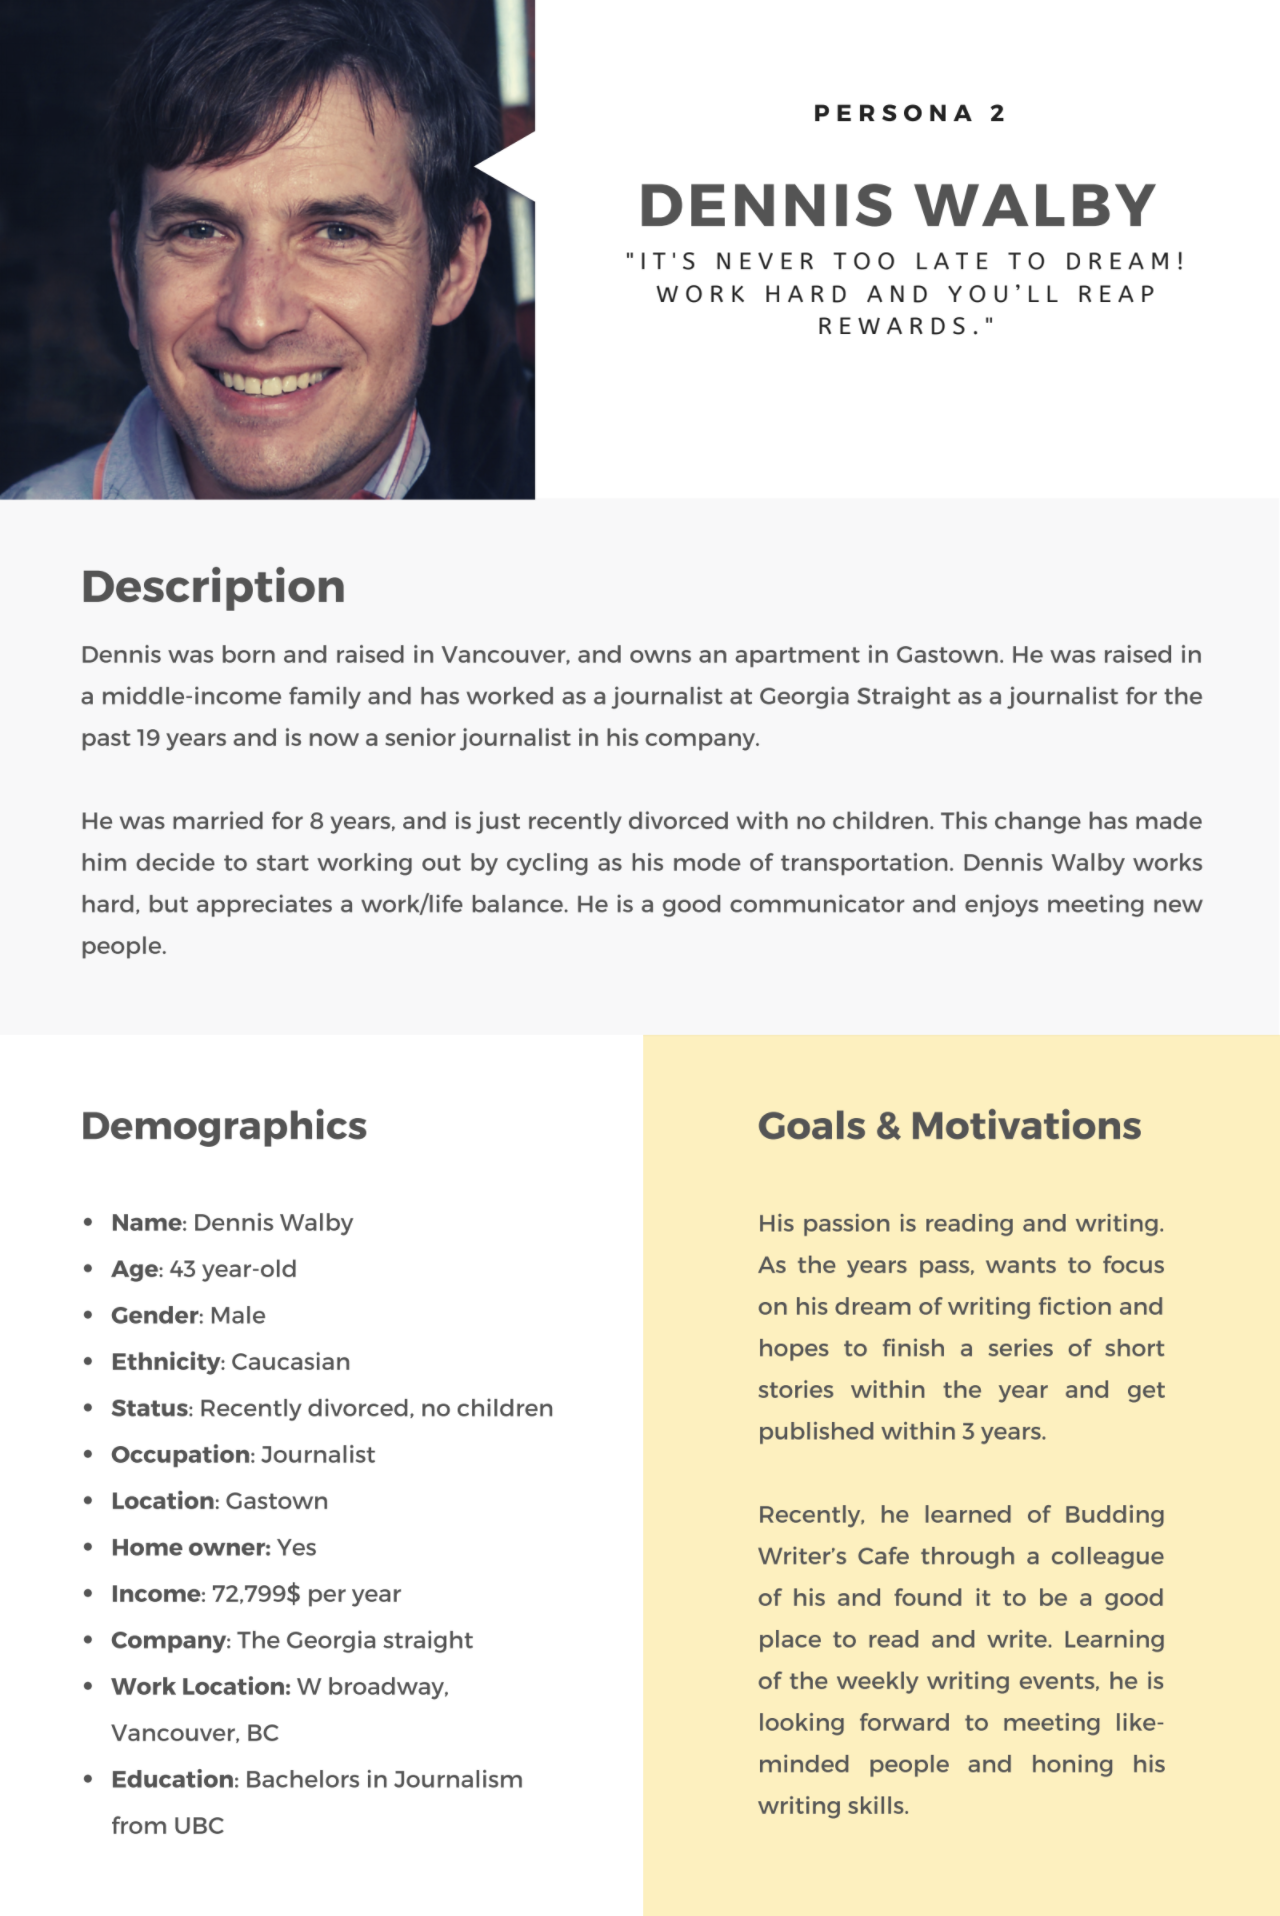 PERSONA 2
DENNIS WALBY
"IT'S NEVER TOO LATE TO DREAM!
WORK HARD AND YOU’LL REAP
REWARDS."
Description
Dennis was born and raised in Vancouver, and owns an apartment in Gastown. He was raised in
a middle-income family and has worked as a journalist at Georgia Straight as a journalist for the
past 19 years and is now a senior journalist in his company.
He was married for 8 years, and is just recently divorced with no children. This change has made
him decide to start working out by cycling as his mode of transportation. Dennis Walby works
hard, but appreciates a work/life balance. He is a good communicator and enjoys meeting new
people.
Demographics
• Name: Dennis Walby
• Age: 43 year-old
• Gender: Male
• Ethnicity: Caucasian
• Status: Recently divorced, no children
• Occupation: Journalist
• Location: Gastown
• Home owner: Yes
• Income: 72,799$ per year
• Company: The Georgia straight
• Work Location: W broadway,
Vancouver, BC
• Education: Bachelors in Journalism
from UBC
Goals & Motivations
His passion is reading and writing.
As the years pass, wants to focus
on his dream of writing fiction and
hopes to finish a series of short
stories within the year and get
published within 3 years.
Recently, he learned of Budding
Writer’s Cafe through a colleague
of his and found it to be a good
place to read and write. Learning
of the weekly writing events, he is
looking forward to meeting like-
minded people and honing his
writing skills.